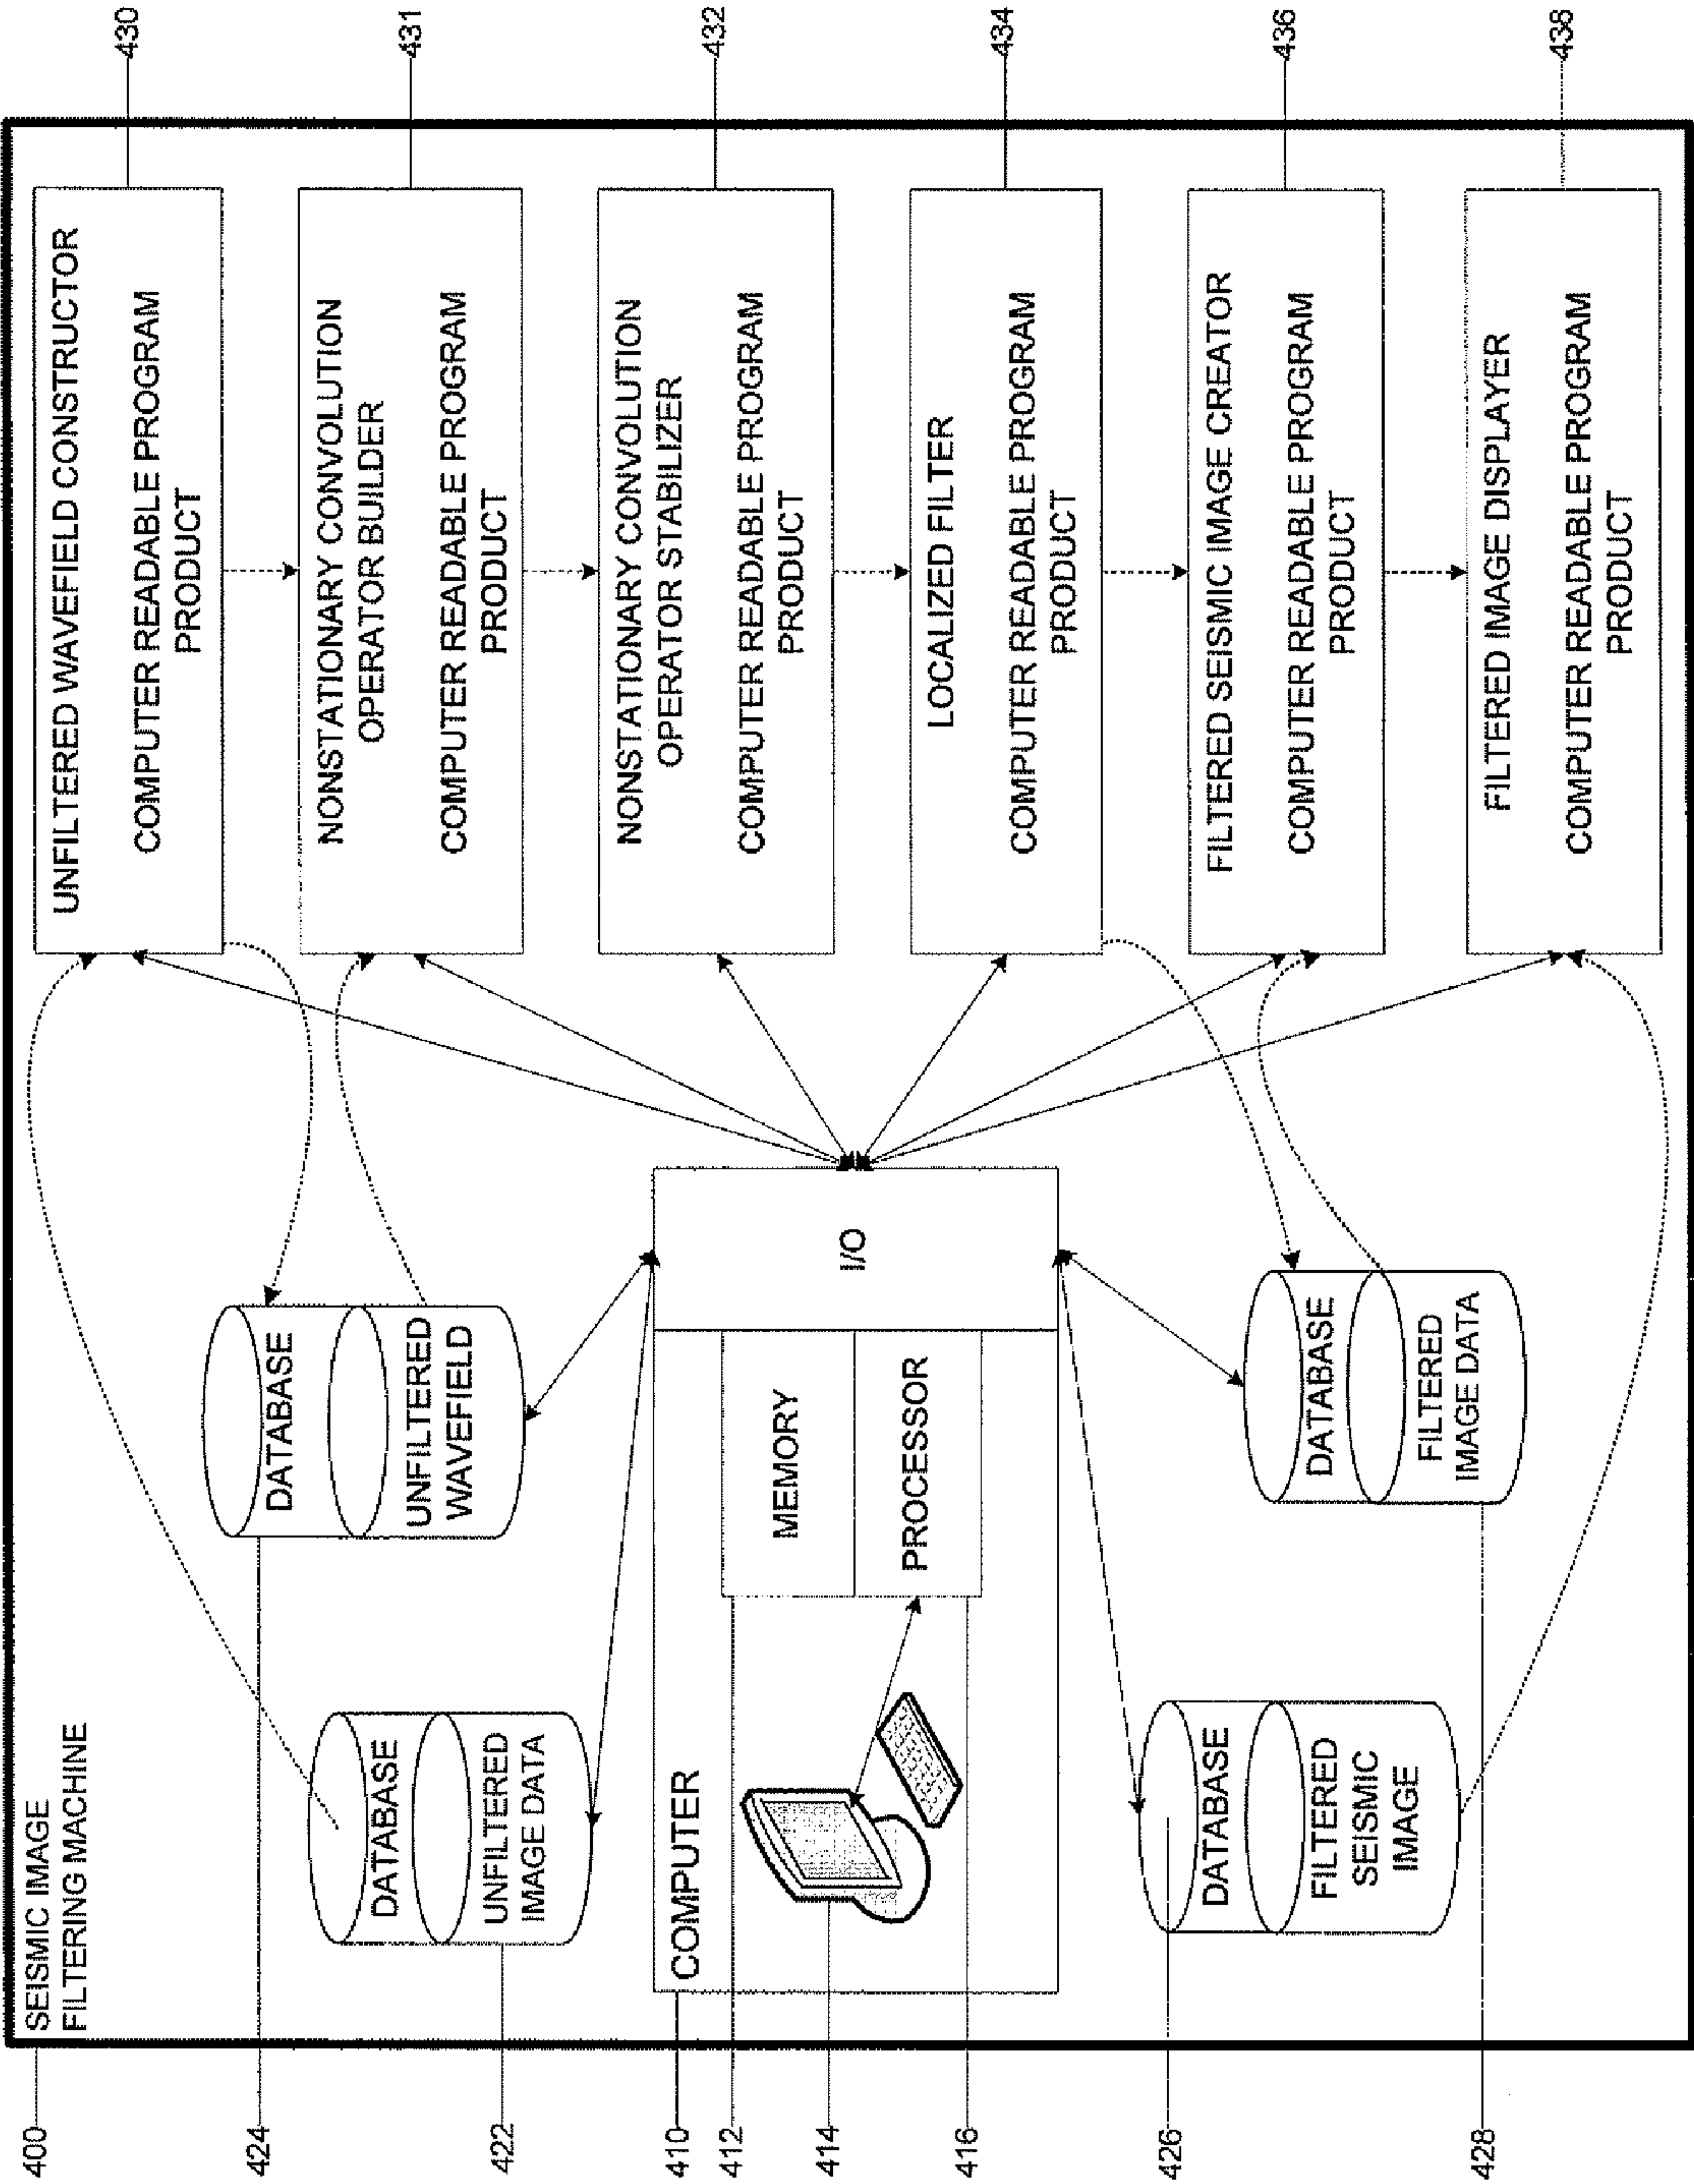 SEISMIC IMAGE
FILTERING MACHINE
400
424
422
410
412
414
416
426
428
DATABASE
UNFILTERED
WAVEFIELD
DATABASE
UNFILTERED
IMAGE DATA
COMPUTER
MEMORY
PROCESSOR
I/O
DATABASE
FILTERED
SEISMIC
IMAGE
DATABASE
FILTERED
IMAGE DATA
UNFILTERED WAVEFIELD CONSTRUCTOR
COMPUTER READABLE PROGRAM
PRODUCT
430
NONSTATIONARY CONVOLUTION
OPERATOR BUILDER
COMPUTER READABLE PROGRAM
PRODUCT
431
NONSTATIONARY CONVOLUTION
OPERATOR STABILIZER
COMPUTER READABLE PROGRAM
PRODUCT
432
LOCALIZED FILTER
COMPUTER READABLE PROGRAM
PRODUCT
434
FILTERED SEISMIC IMAGE CREATOR
COMPUTER READABLE PROGRAM
PRODUCT
436
FILTERED IMAGE DISPLAYER
COMPUTER READABLE PROGRAM
PRODUCT
438